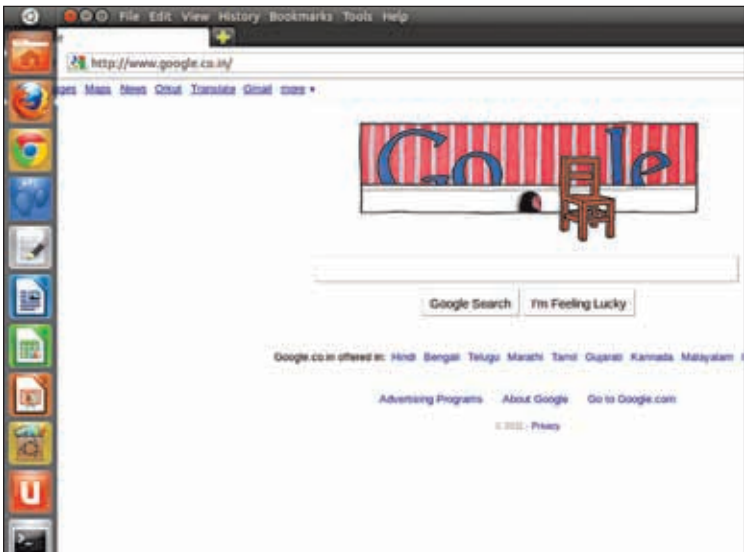 File Edit View History Bookmarks Tools Help
http://www.google.co.in/
ges Maps News Orkut Translate Gmail more
Google
Google Search I'm Feeling Lucky
Google.co.in offered in: Hindi Bengali Telugu Marathi Tamil Gujarati Kannada Malayalam
Advertising Programs About Google Go to Google.com
© - Privacy